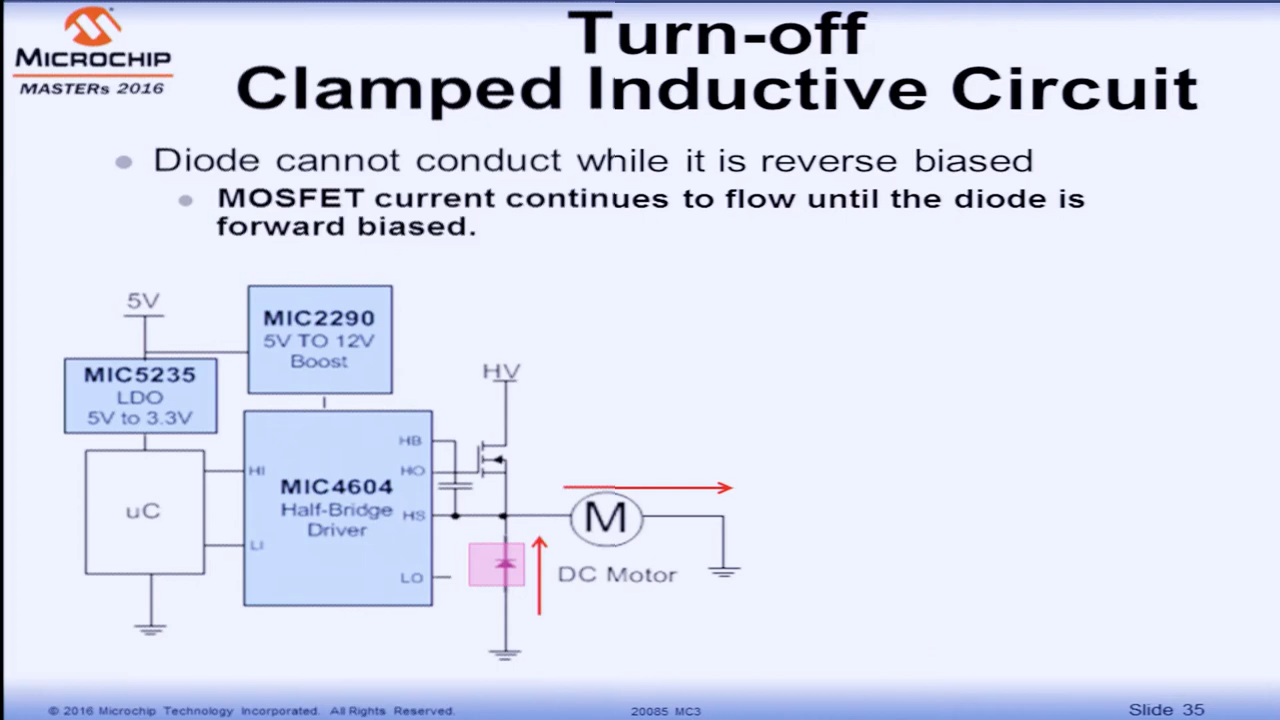 MICROCHIP
MASTERs 2016
Turn-off
Clamped Inductive Circuit
Diode cannot conduct while it is reverse biased
MOSFET current continues to flow until the diode is
forward biased.
5V
MIC2290
5V TO 12V
Boost
MIC5235
LDO
5V to 3.3V
HV
uC
HI
LI
MIC4604
Half-Bridge
Driver
HB
HO
HS
LO
M
DC Motor
© 2016 Microchip Technology Incorporated. All Rights Reserved.
20085 MC3
Slide 35